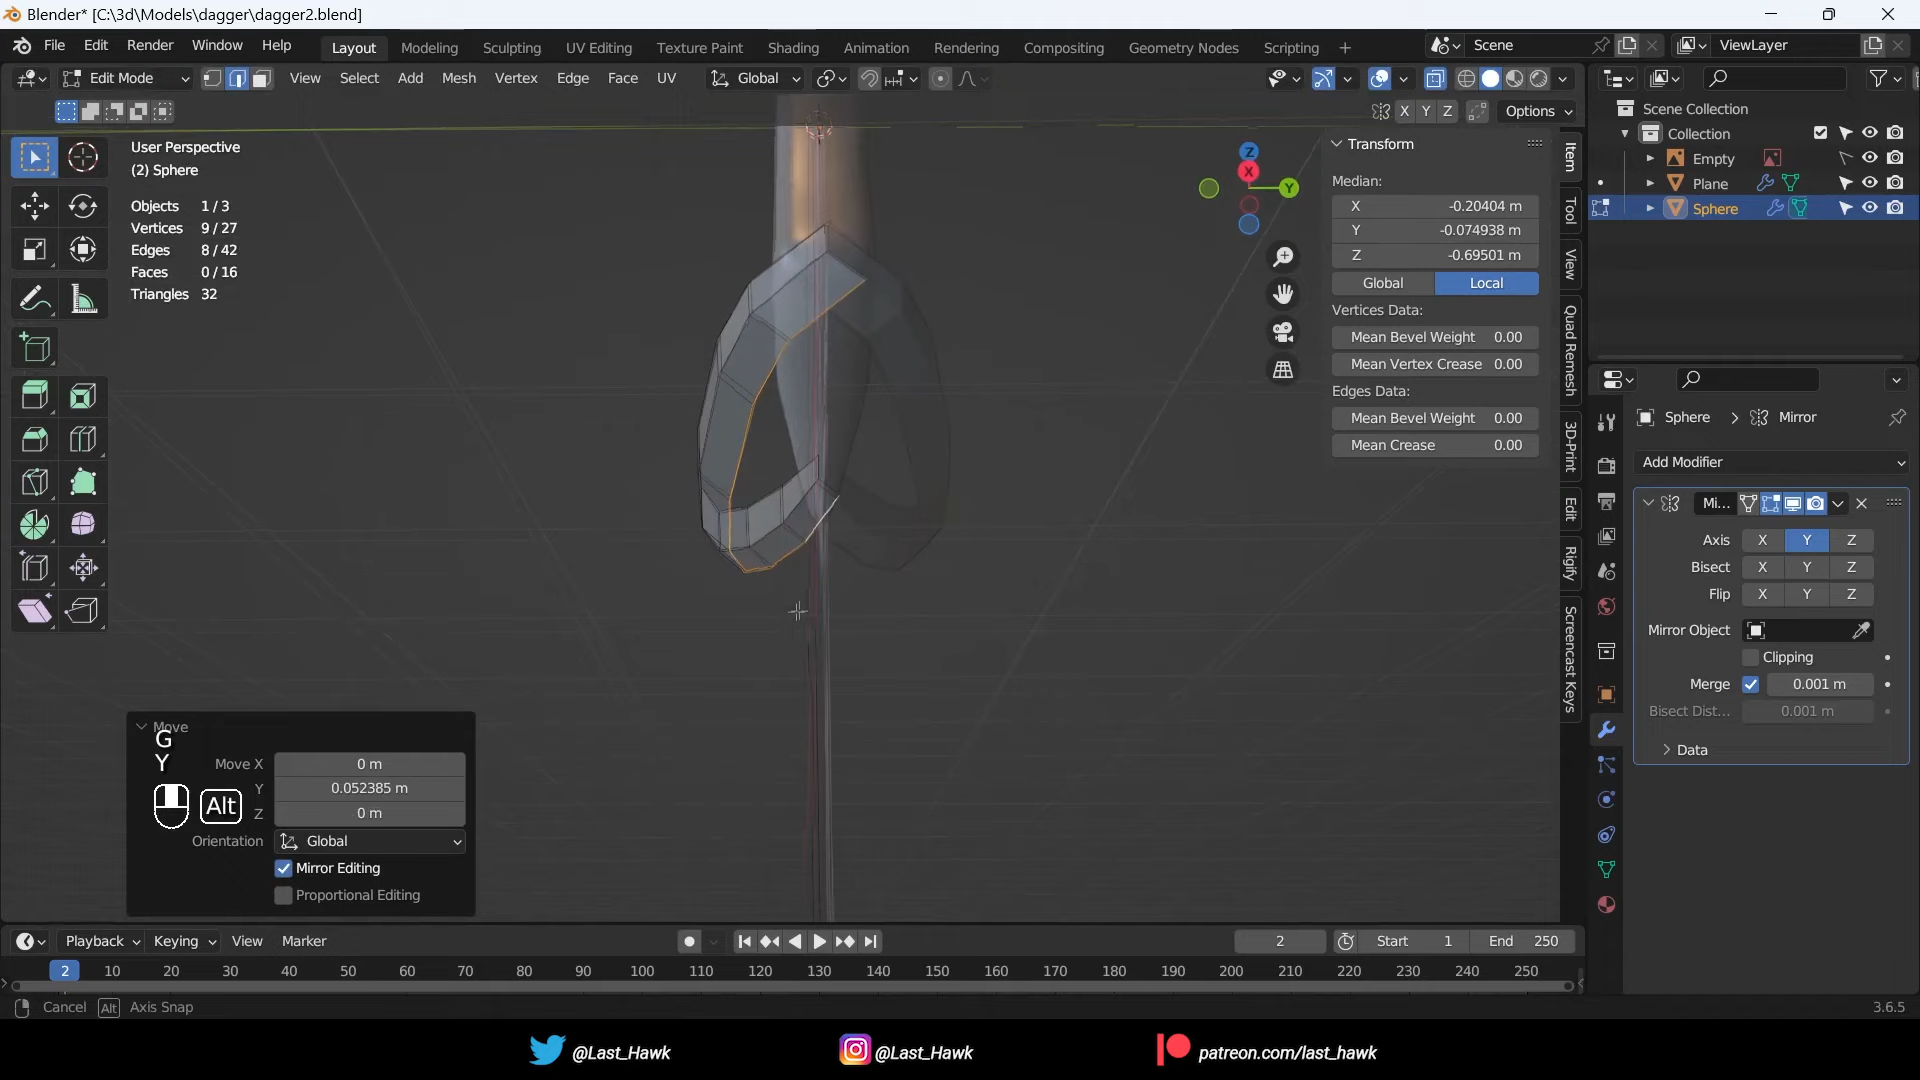 Blender* [C:\3d\Models\dagger\dagger2.blend]
File Edit Render Window Help Layout Modeling Sculpting UV Editing Texture Paint Shading Animation Rendering Compositing Geometry Nodes Scripting + Scene ViewLayer
Edit Mode View Select Add Mesh Vertex Edge Face UV Global
X Y Z Options
User Perspective
(2) Sphere
Objects 1/3
Vertices 9/27
Edges 8/42
Faces 0/16
Triangles 32
Z
X
Y
Transform
Median:
X -0.20404 m
Y -0.074938 m
Z -0.69501 m
Global Local
Vertices Data:
Mean Bevel Weight 0.00
Mean Vertex Crease 0.00
Edges Data:
Mean Bevel Weight 0.00
Mean Crease 0.00
Item
Tool
View
Quad Remesh
3D-Print
Edit
Rigify
Screencast Keys
Scene Collection
Collection
Empty
Plane
Sphere
Sphere > Mirror
Add Modifier
Mi...
Axis X Y Z
Bisect X Y Z
Flip X Y Z
Mirror Object
Clipping
Merge 0.001 m
Bisect Dist... 0.001 m
Data
Move
G
Y
Alt
Move X 0 m
Y 0.052385 m
Z 0 m
Orientation Global
Mirror Editing
Proportional Editing
Playback Keying View Marker 2 Start 1 End 250
2 10 20 30 40 50 60 70 80 90 100 110 120 130 140 150 160 170 180 190 200 210 220 230 240 250
Cancel Alt Axis Snap 3.6.5
@Last_Hawk @Last_Hawk patreon.com/last_hawk